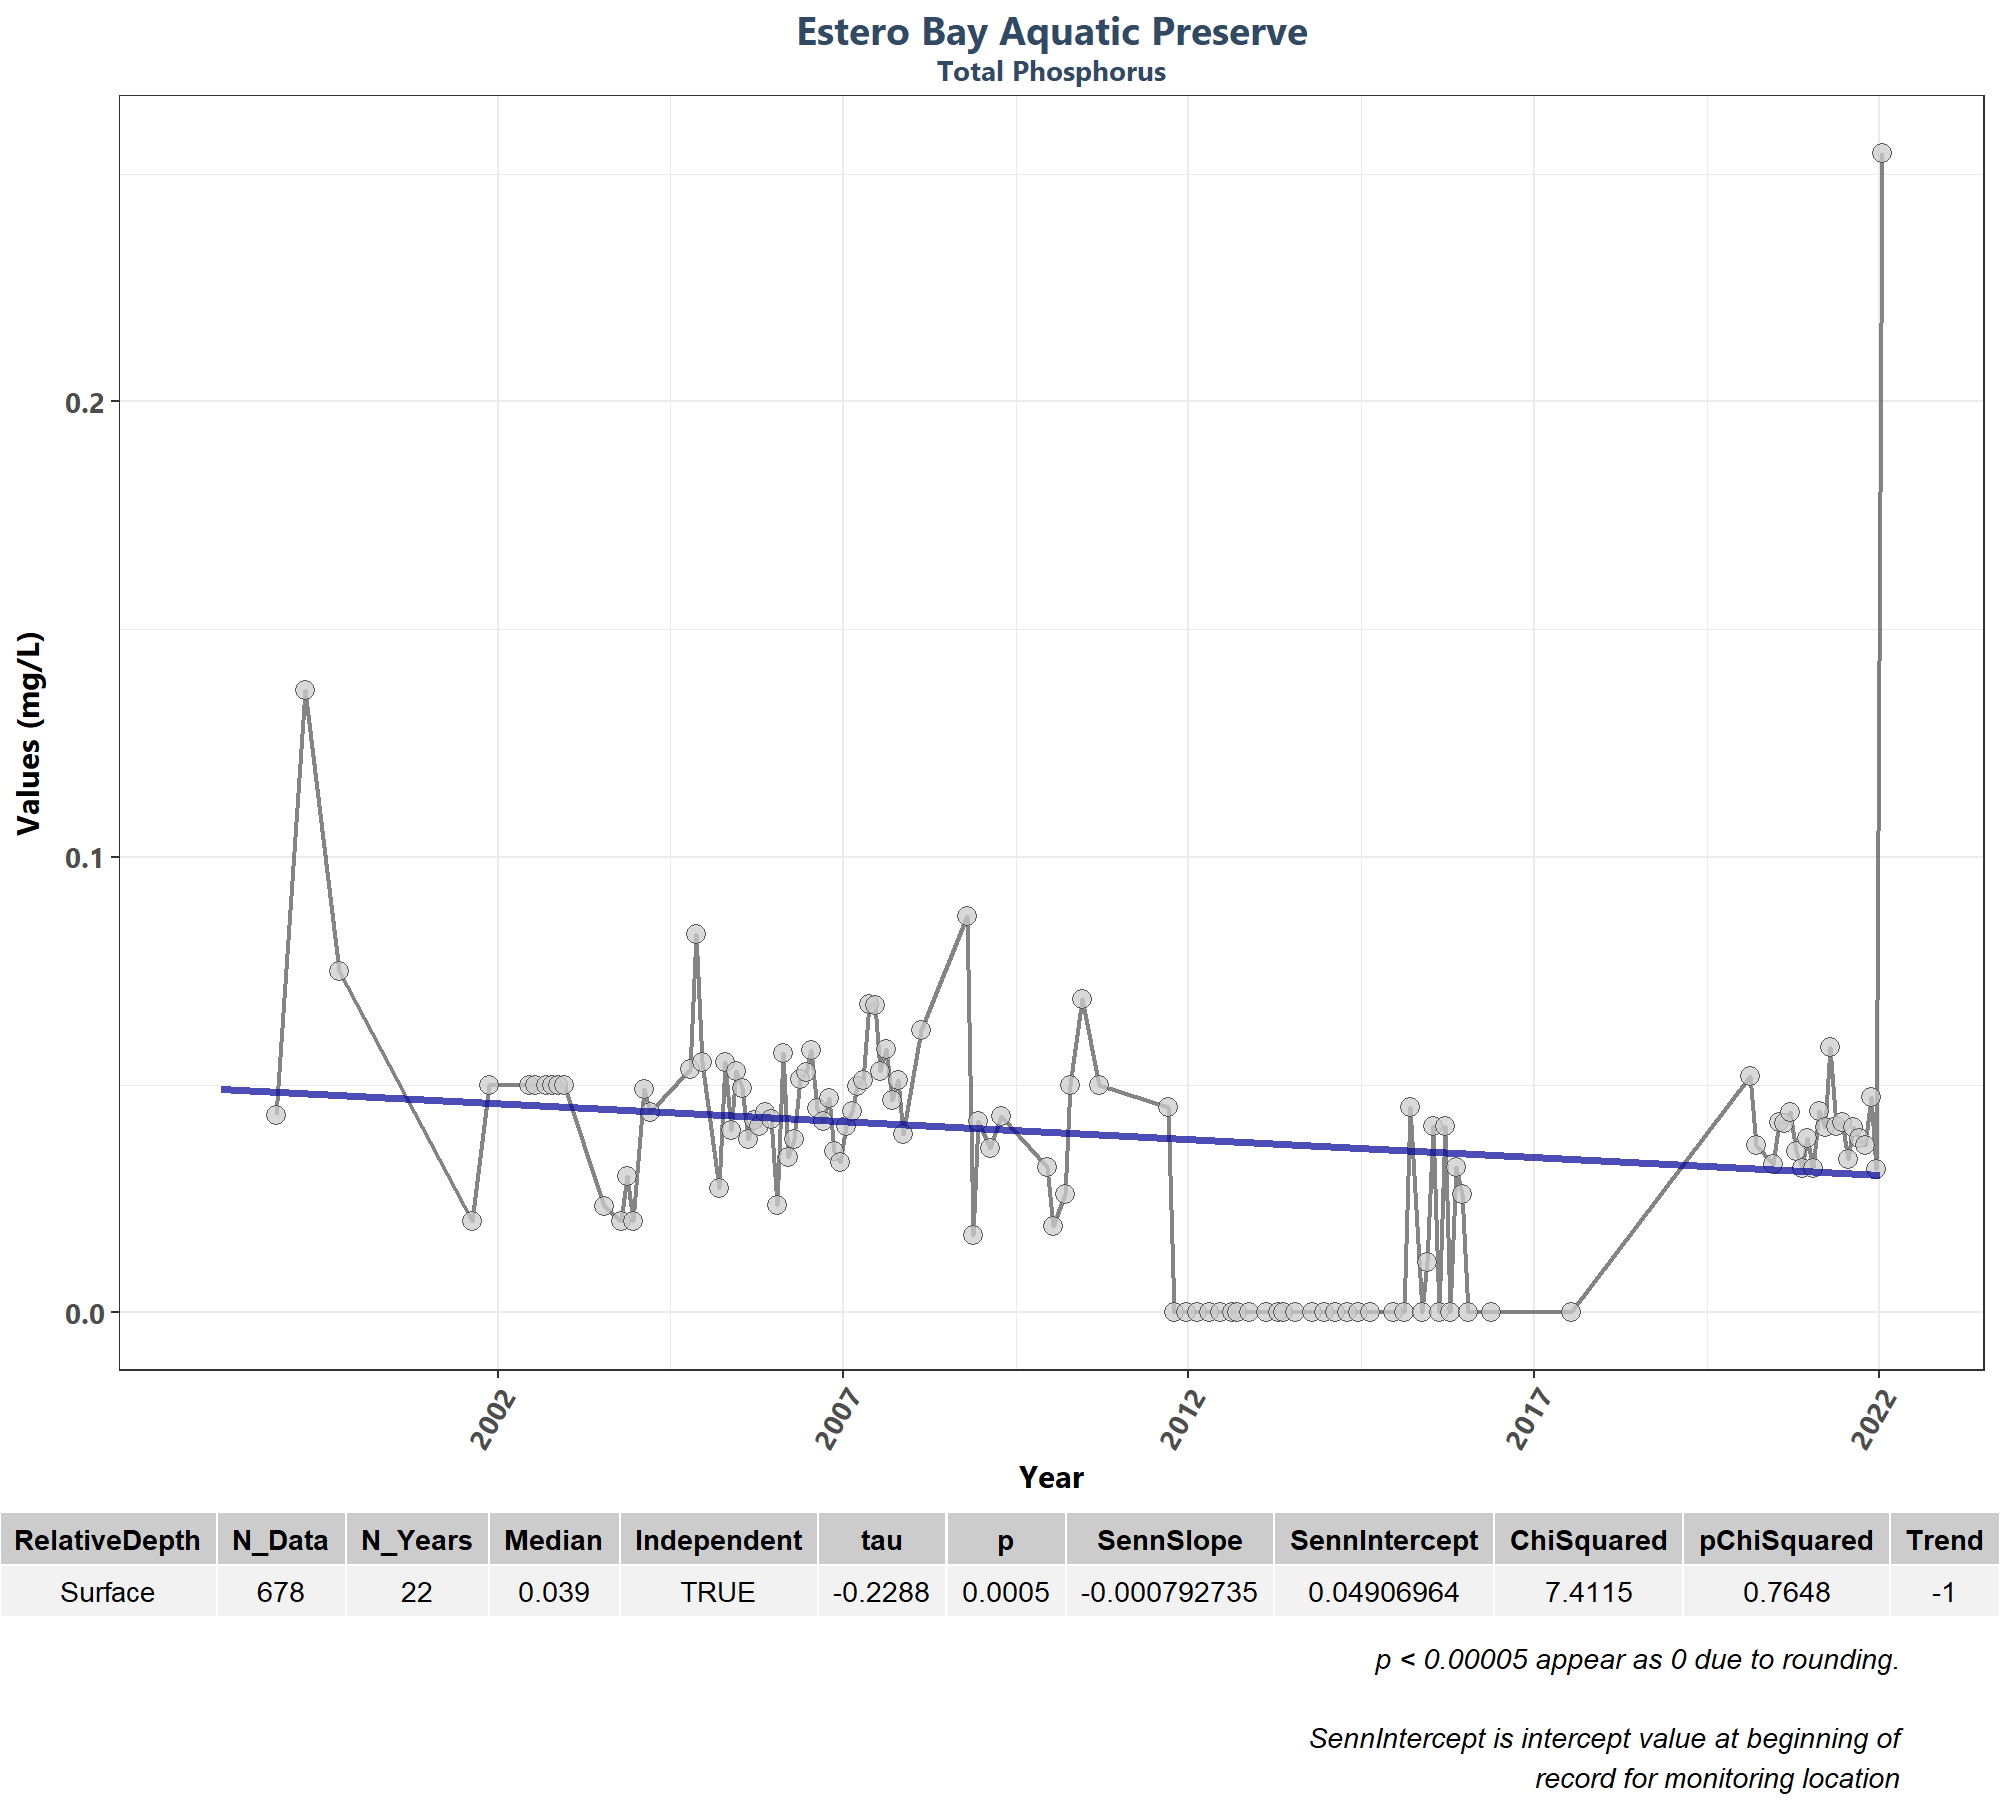 Estero Bay Aquatic Preserve
Total Phosphorus
Values (mg/L)
0.2
0.1
0.0
2002 2007 2012 2017 2022
Year
RelativeDepth N_Data N_Years Median Independent tau p SennSlope SennIntercept ChiSquared pChiSquared Trend
Surface 678 22 0.039 TRUE -0.2288 0.0005 -0.000792735 0.04906964 7.4115 0.7648 -1
p < 0.00005 appear as 0 due to rounding.
SennIntercept is intercept value at beginning of
record for monitoring location